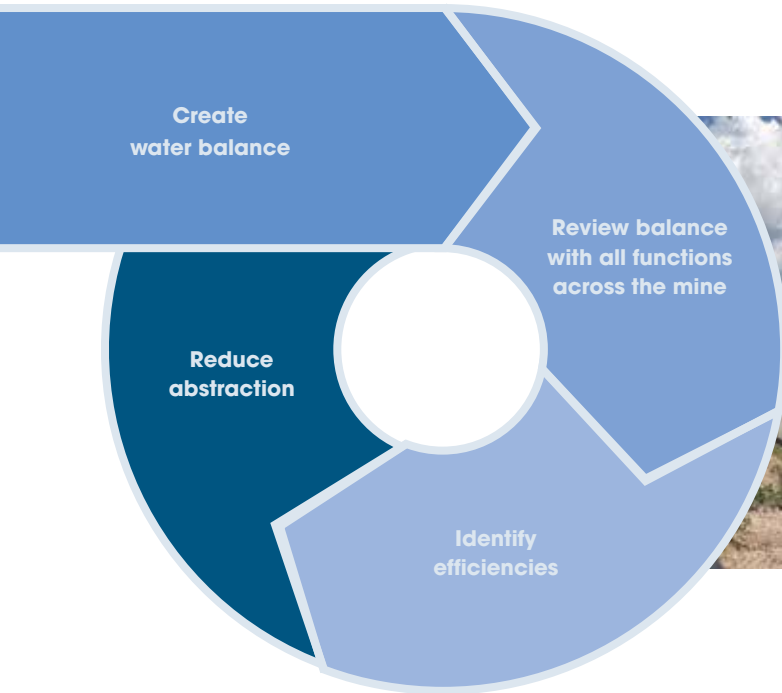 Create
water balance
Review balance
with all functions
across the mine
Identify
efficiencies
Reduce
abstraction